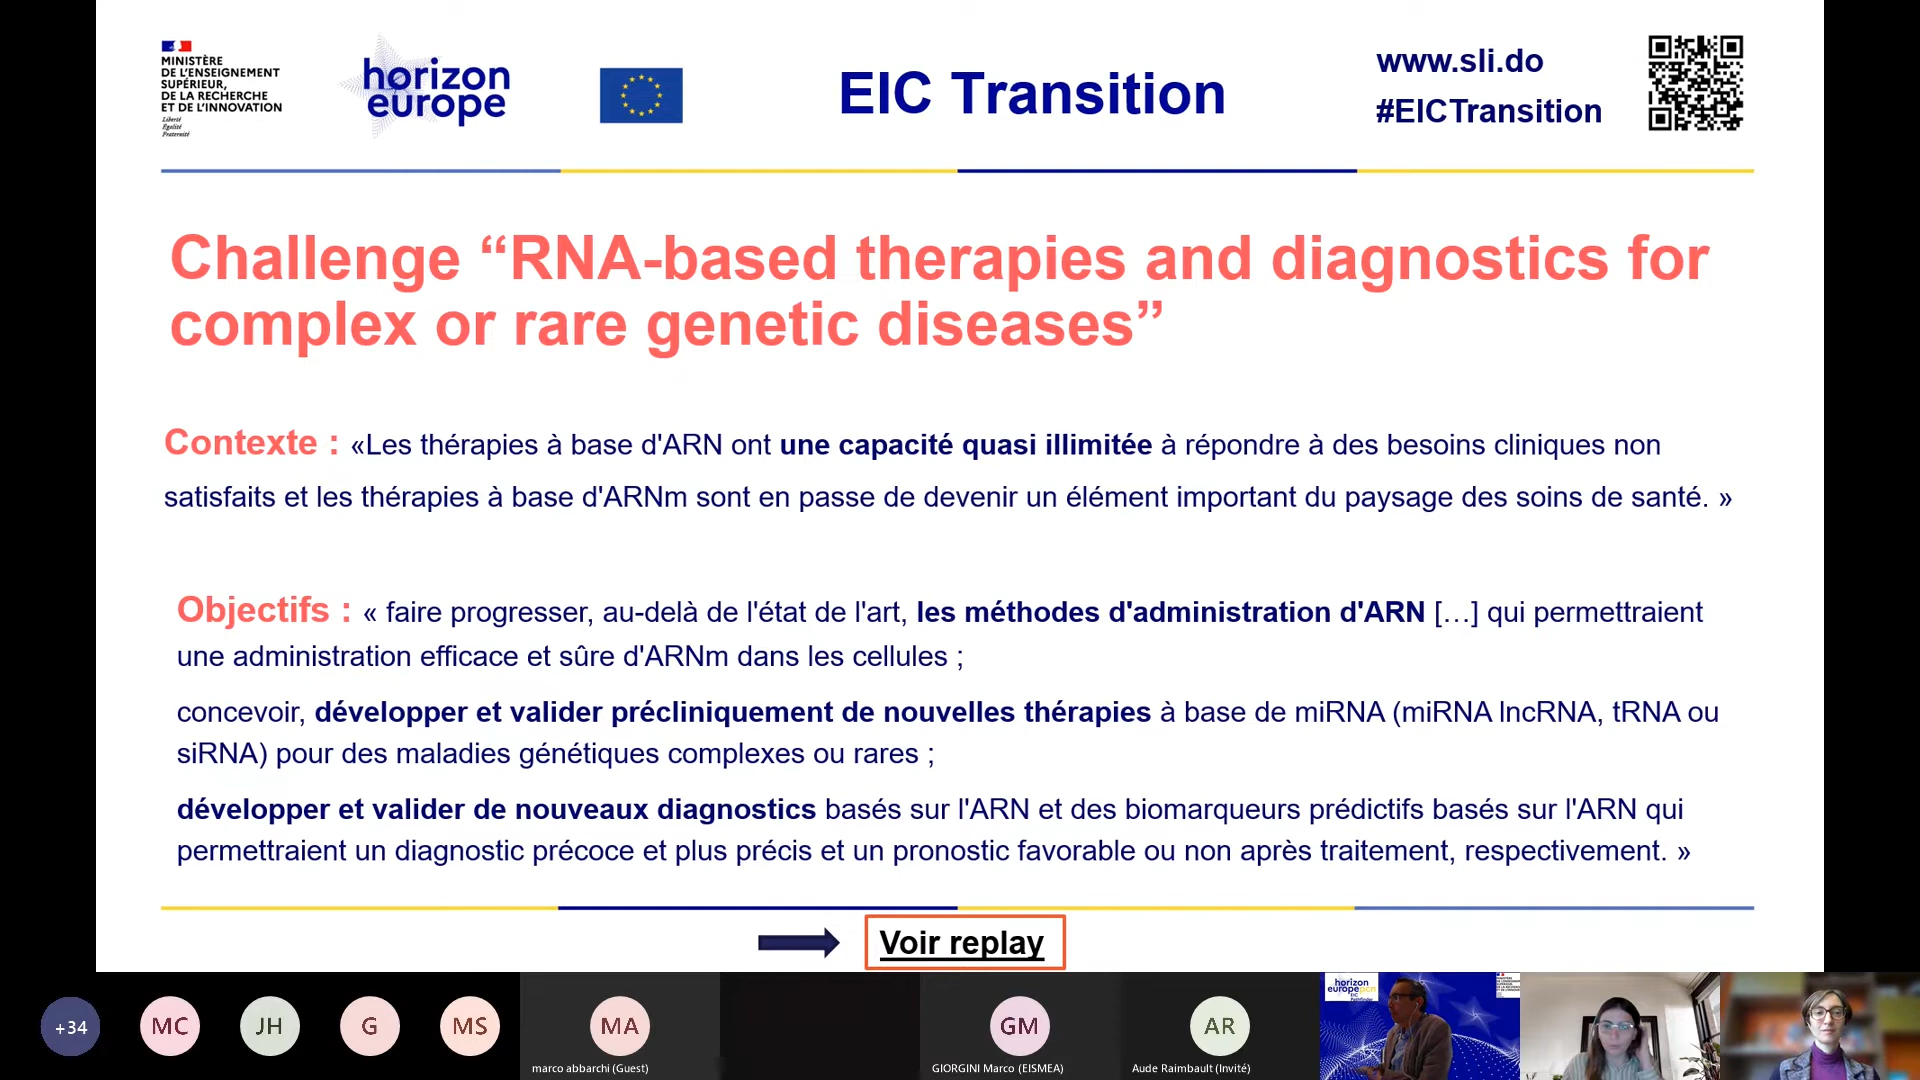 MINISTÈRE
DE L'ENSEIGNEMENT
SUPÉRIEUR,
DE LA RECHERCHE
ET DE L'INNOVATION
Liberté
Égalité
Fraternité
horizon
europe
EIC Transition
www.sli.do
#EICTransition
Challenge “RNA-based therapies and diagnostics for
complex or rare genetic diseases”
Contexte : «Les thérapies à base d'ARN ont une capacité quasi illimitée à répondre à des besoins cliniques non
satisfaits et les thérapies à base d'ARNm sont en passe de devenir un élément important du paysage des soins de santé. »
Objectifs : « faire progresser, au-delà de l'état de l'art, les méthodes d'administration d'ARN […] qui permettraient
une administration efficace et sûre d'ARNm dans les cellules ;
concevoir, développer et valider précliniquement de nouvelles thérapies à base de miRNA (miRNA lncRNA, tRNA ou
siRNA) pour des maladies génétiques complexes ou rares ;
développer et valider de nouveaux diagnostics basés sur l'ARN et des biomarqueurs prédictifs basés sur l'ARN qui
permettraient un diagnostic précoce et plus précis et un pronostic favorable ou non après traitement, respectivement. »
Voir replay
+34
MC
JH
G
MS
MA
marco abbarchi (Guest)
GM
GIORGINI Marco (EISMEA)
AR
Aude Raimbault (Invité)
horizon
europe pcn
EIC
Pathfinder